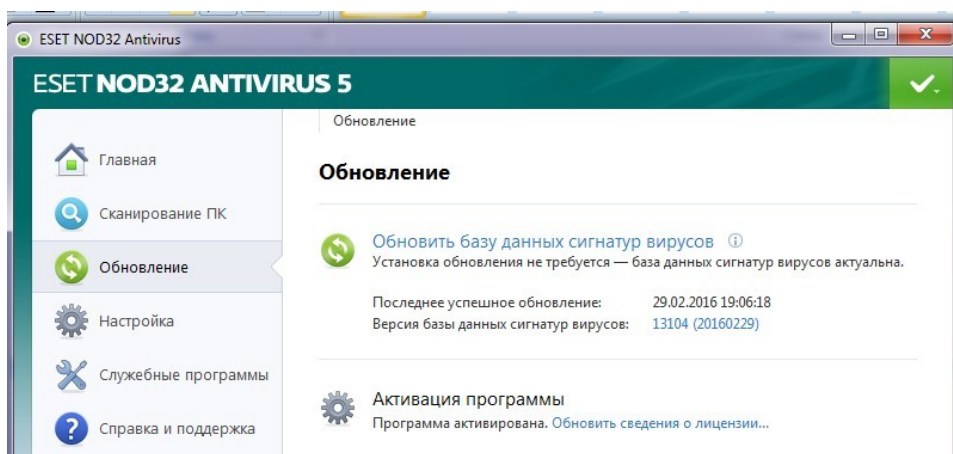 ESET NOD32 Antivirus
ESET NOD32 ANTIVIRUS 5
Обновление
Главная
Сканирование ПК
Обновление
Настройка
Служебные программы
Справка и поддержка
Обновление
Обновить базу данных сигнатур вирусов
Установка обновления не требуется — база данных сигнатур вирусов актуальна.
Последнее успешное обновление: 29.02.2016 19:06:18
Версия базы данных сигнатур вирусов: 13104 (20160229)
Активация программы
Программа активирована. Обновить сведения о лицензии...